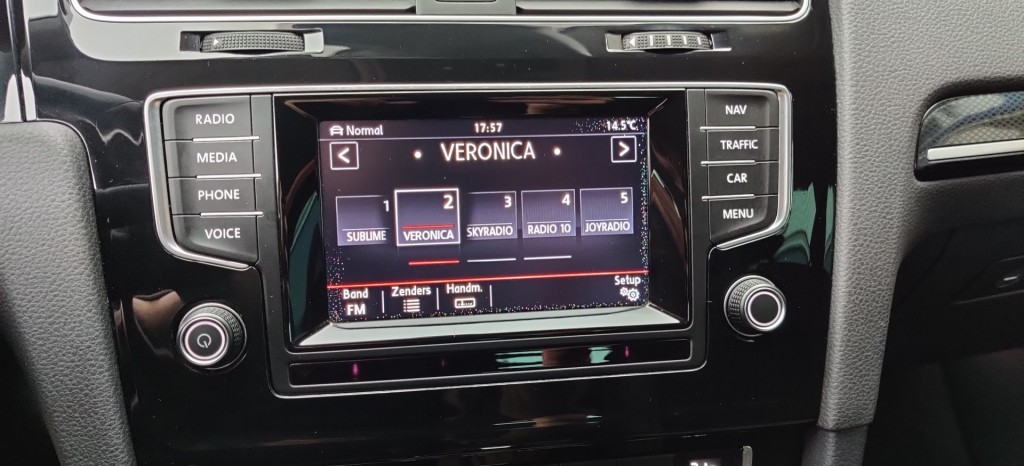 RADIO
MEDIA
PHONE
VOICE
Normal 17:57 14.5°C
< • VERONICA • >
1 2 3 4 5
SUBLIME VERONICA SKYRADIO RADIO 10 JOYRADIO
Band Zenders Handm. Setup
FM
NAV
TRAFFIC
CAR
MENU